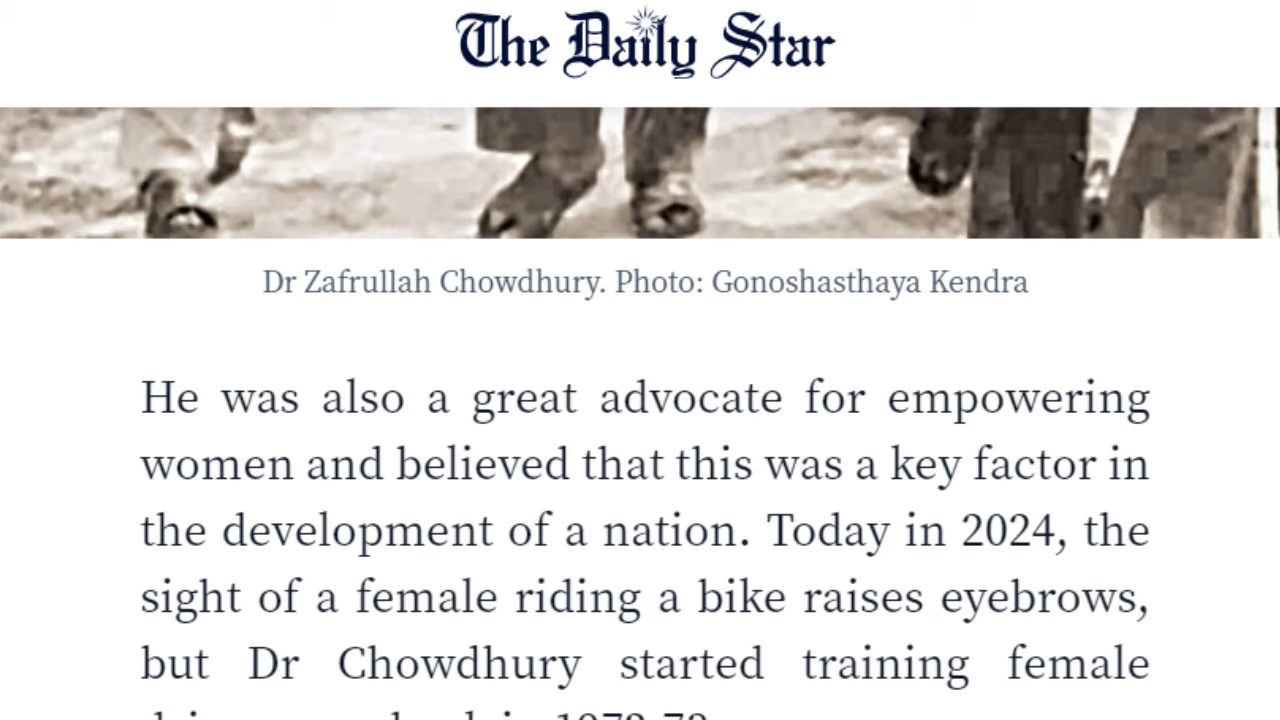 The Daily Star
Dr Zafrullah Chowdhury. Photo: Gonoshasthaya Kendra
He was also a great advocate for empowering
women and believed that this was a key factor in
the development of a nation. Today in 2024, the
sight of a female riding a bike raises eyebrows,
but Dr Chowdhury started training female